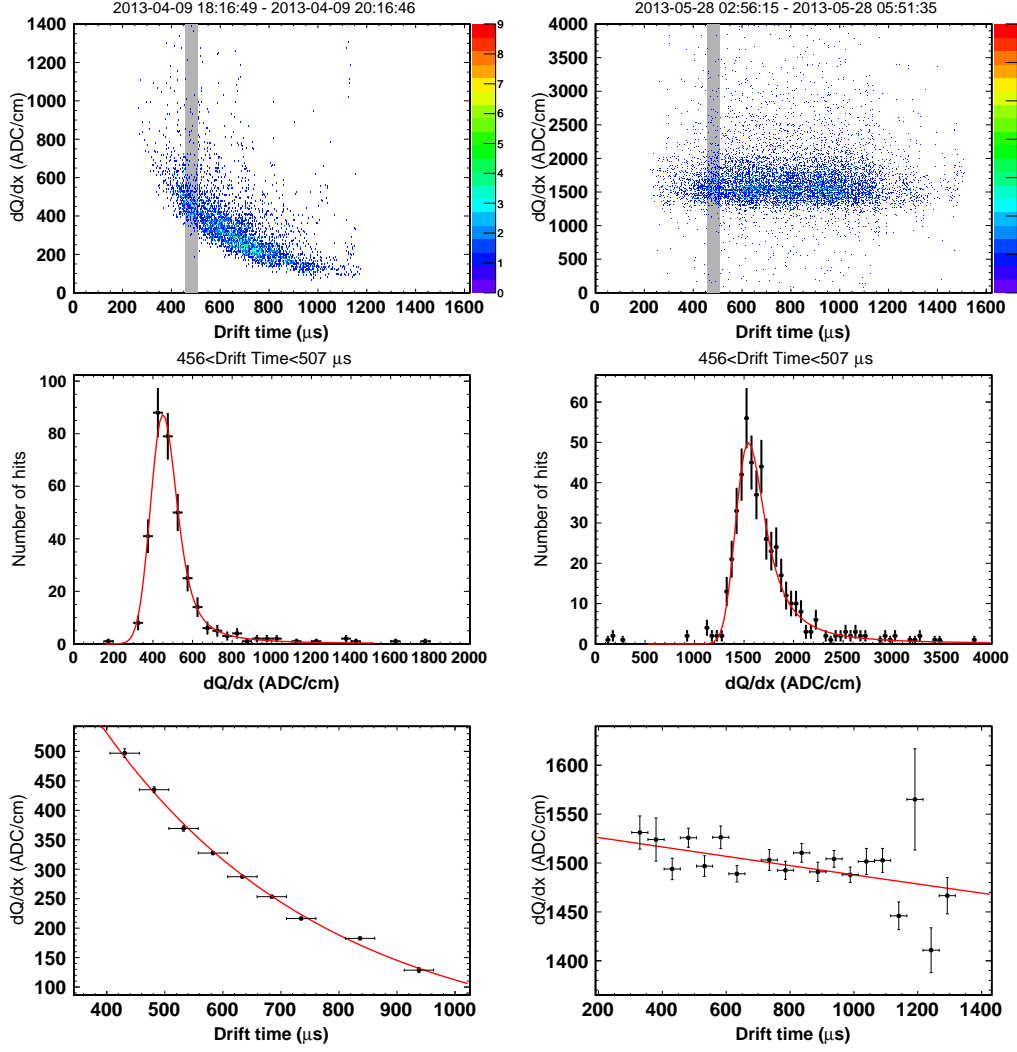 2013-04-09 18:16:49 - 2013-04-09 20:16:46
dQ/dx (ADC/cm)
1400
1200
1000
800
600
400
200
0
0 200 400 600 800 1000 1200 1400 1600
Drift time (μs)
9
8
7
6
5
4
3
2
1
0
2013-05-28 02:56:15 - 2013-05-28 05:51:35
dQ/dx (ADC/cm)
4000
3500
3000
2500
2000
1500
1000
500
0
0 200 400 600 800 1000 1200 1400 1600
Drift time (μs)
456<Drift Time<507 μs
Number of hits
100
80
60
40
20
0
0 200 400 600 800 1000 1200 1400 1600 1800 2000
dQ/dx (ADC/cm)
456<Drift Time<507 μs
Number of hits
60
50
40
30
20
10
0
0 500 1000 1500 2000 2500 3000 3500 4000
dQ/dx (ADC/cm)
dQ/dx (ADC/cm)
500
450
400
350
300
250
200
150
100
400 500 600 700 800 900 1000
Drift time (μs)
dQ/dx (ADC/cm)
1600
1550
1500
1450
1400
200 400 600 800 1000 1200 1400
Drift time (μs)